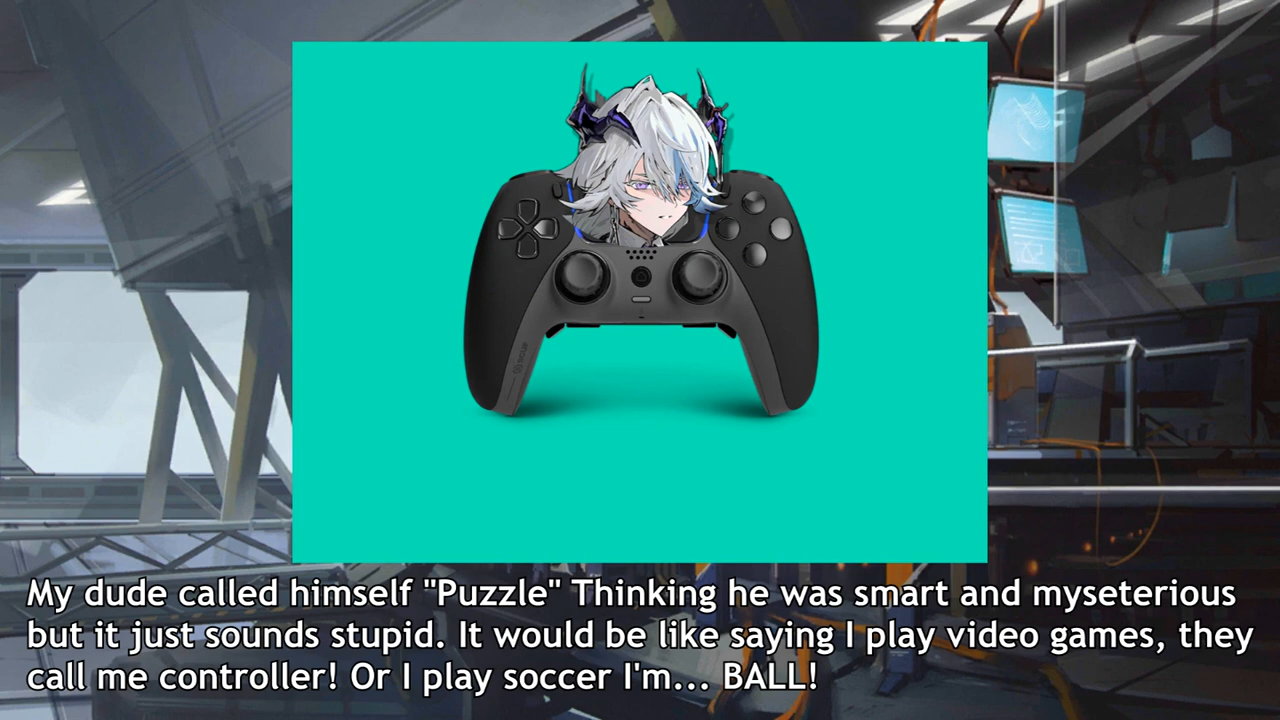 My dude called himself "Puzzle" Thinking he was smart and myseterious
but it just sounds stupid. It would be like saying I play video games, they
call me controller! Or I play soccer I'm... BALL!